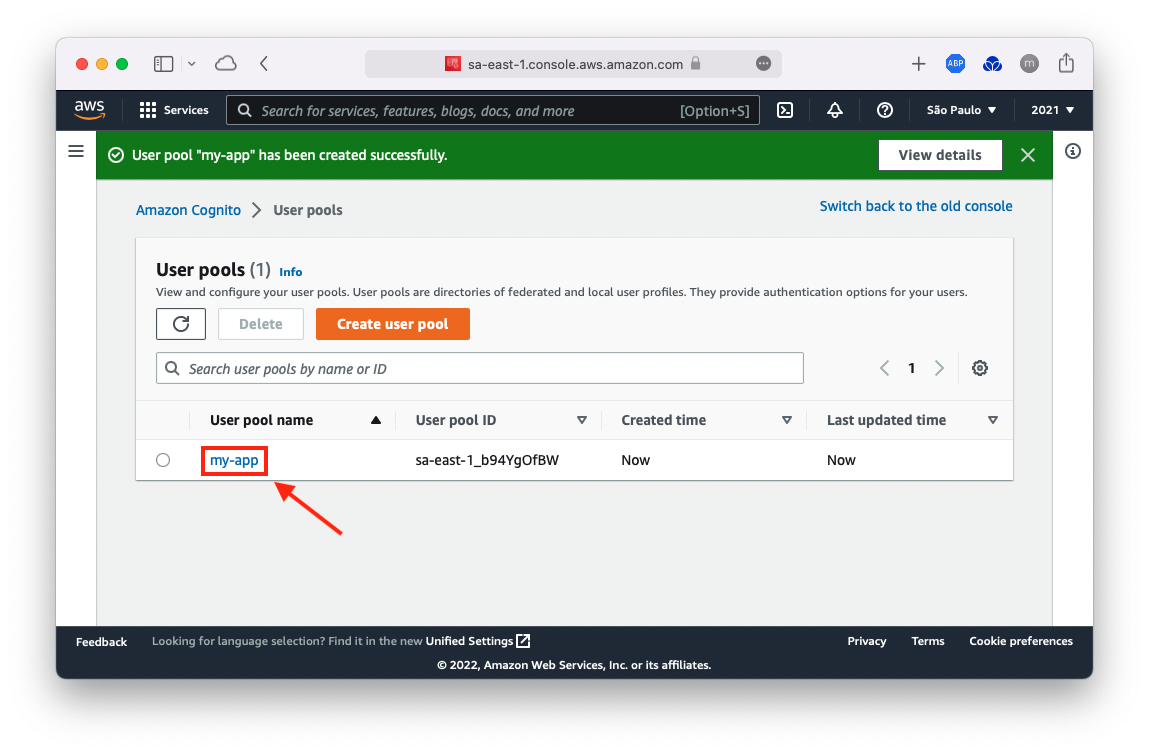 sa-east-1.console.aws.amazon.com
ABP
m
aws
Services
Search for services, features, blogs, docs, and more
[Option+S]
São Paulo
2021
User pool "my-app" has been created successfully.
View details
Amazon Cognito
User pools
Switch back to the old console
User pools (1) Info
View and configure your user pools. User pools are directories of federated and local user profiles. They provide authentication options for your users.
Delete
Create user pool
Search user pools by name or ID
1
User pool name
User pool ID
Created time
Last updated time
my-app
sa-east-1_b94YgOfBW
Now
Now
Feedback
Looking for language selection? Find it in the new Unified Settings
Privacy
Terms
Cookie preferences
© 2022, Amazon Web Services, Inc. or its affiliates.